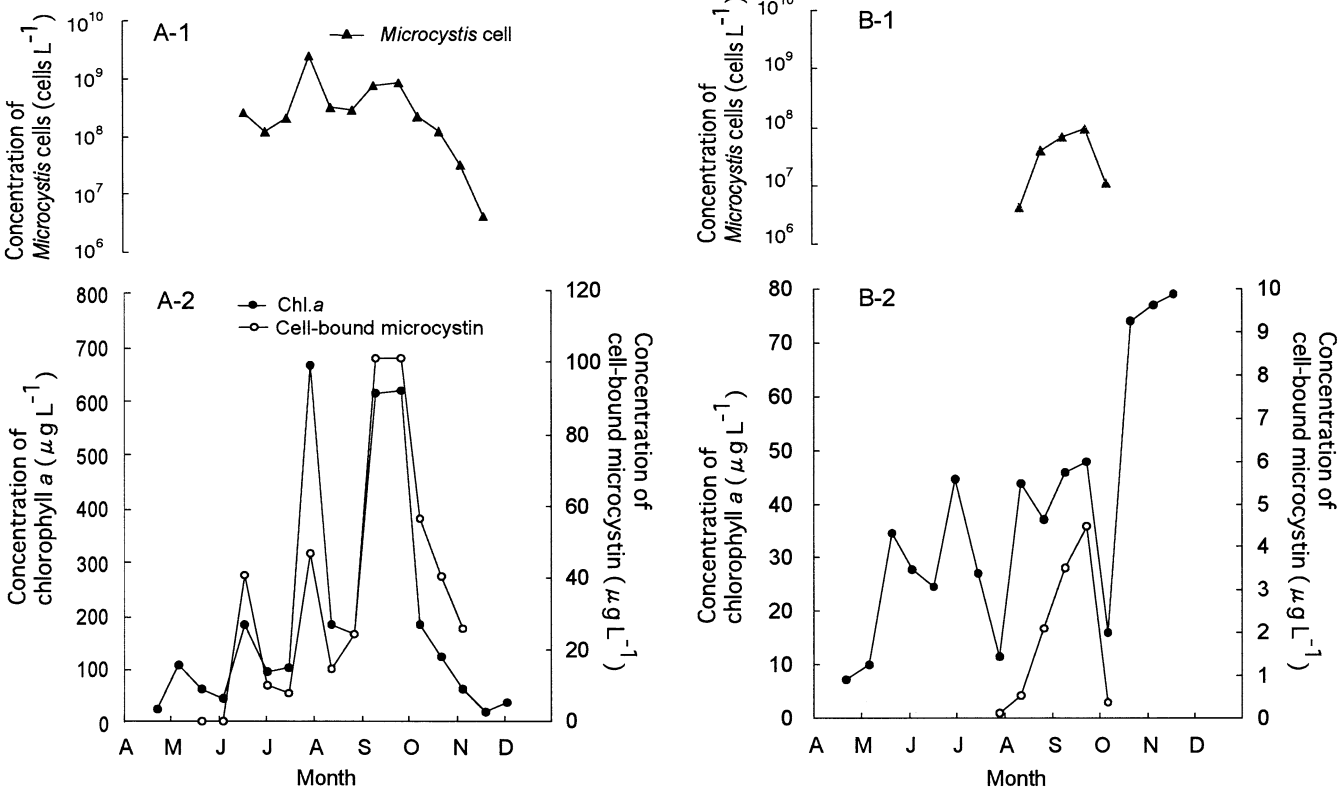 A-1
Microcystis cell
10^10
10^9
10^8
10^7
10^6
Concentration of
Microcystis cells (cells L⁻¹)
B-1
10^10
10^9
10^8
10^7
10^6
Concentration of
Microcystis cells (cells L⁻¹)
A-2
Chl.a
Cell-bound microcystin
800
700
600
500
400
300
200
100
0
Concentration of
chlorophyll a (μg L⁻¹)
120
100
80
60
40
20
0
Concentration of
cell-bound microcystin (μg L⁻¹)
A M J J A S O N D
Month
B-2
80
70
60
50
40
30
20
10
0
Concentration of
chlorophyll a (μg L⁻¹)
10
9
8
7
6
5
4
3
2
1
0
Concentration of
cell-bound microcystin (μg L⁻¹)
A M J J A S O N D
Month